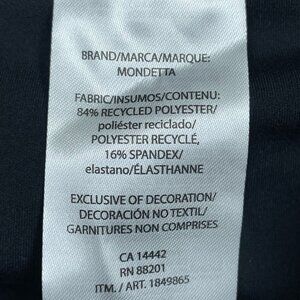 BRAND/MARCA/MARQUE:
MONDETTA
FABRIC/INSUMOS/CONTENU:
84% RECYCLED POLYESTER/
poliéster reciclado/
POLYESTER RECYCLÉ,
16% SPANDEX/
elastano/ÉLASTHANNE
EXCLUSIVE OF DECORATION/
DECORACIÓN NO TEXTIL/
GARNITURES NON COMPRISES
CA 14442
RN 88201
ITM. / ART. 1849865